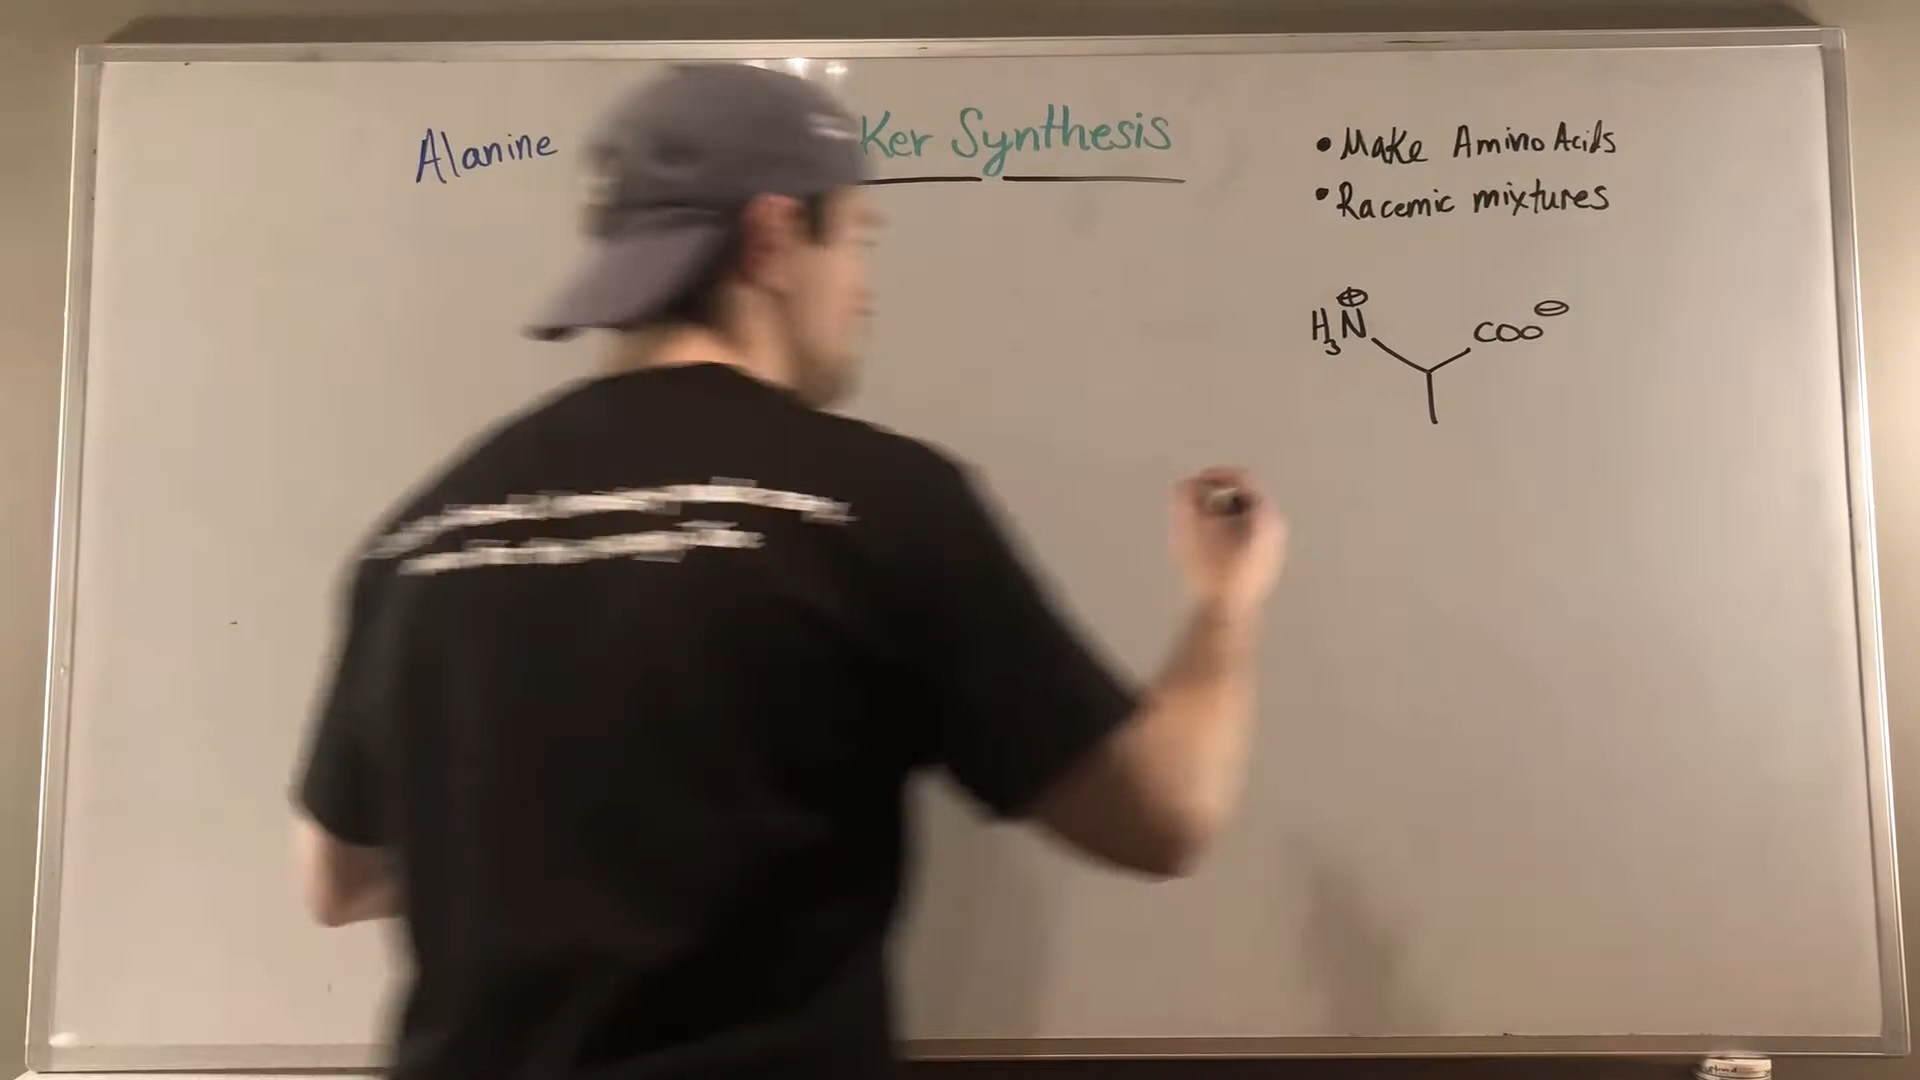 Alanine
Ker Synthesis
• Make Amino Acids
• Racemic mixtures
H₃N⊕ COO⊖